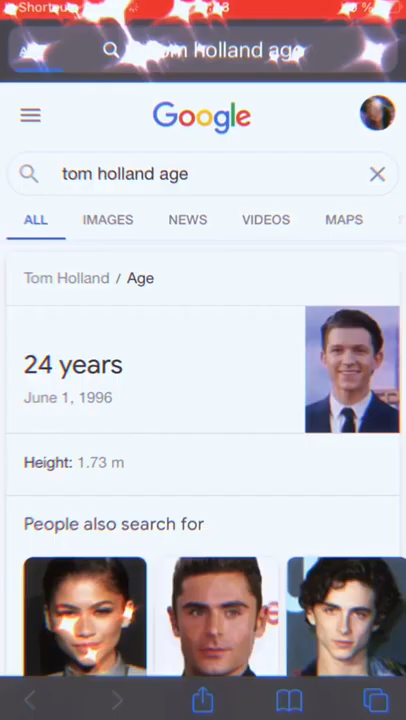 tom holland age
Google
tom holland age
ALL IMAGES NEWS VIDEOS MAPS
Tom Holland / Age
24 years
June 1, 1996
Height: 1.73 m
People also search for